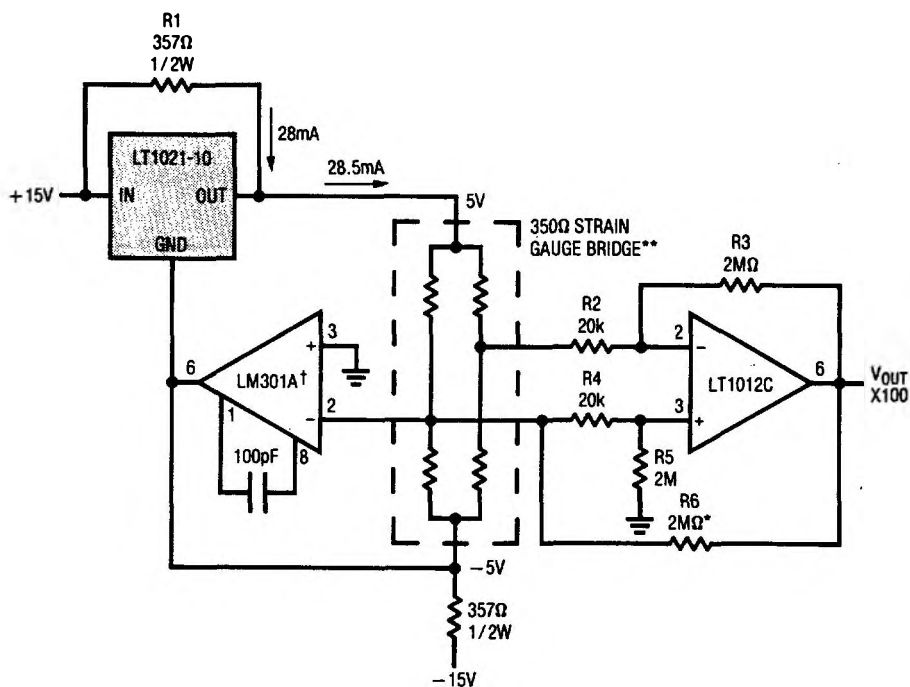 R1
357Ω
1/2W
28mA
LT1021-10
28.5mA
+15V
IN
OUT
GND
5V
350Ω STRAIN
GAUGE BRIDGE**
R3
2MΩ
R2
20k
2
−
6
LT1012C
VOUT
X100
R4
20k
3
+
R5
2M
R6
2MΩ*
6
LM301A†
3
+
2
−
1
8
100pF
−5V
357Ω
1/2W
−15V